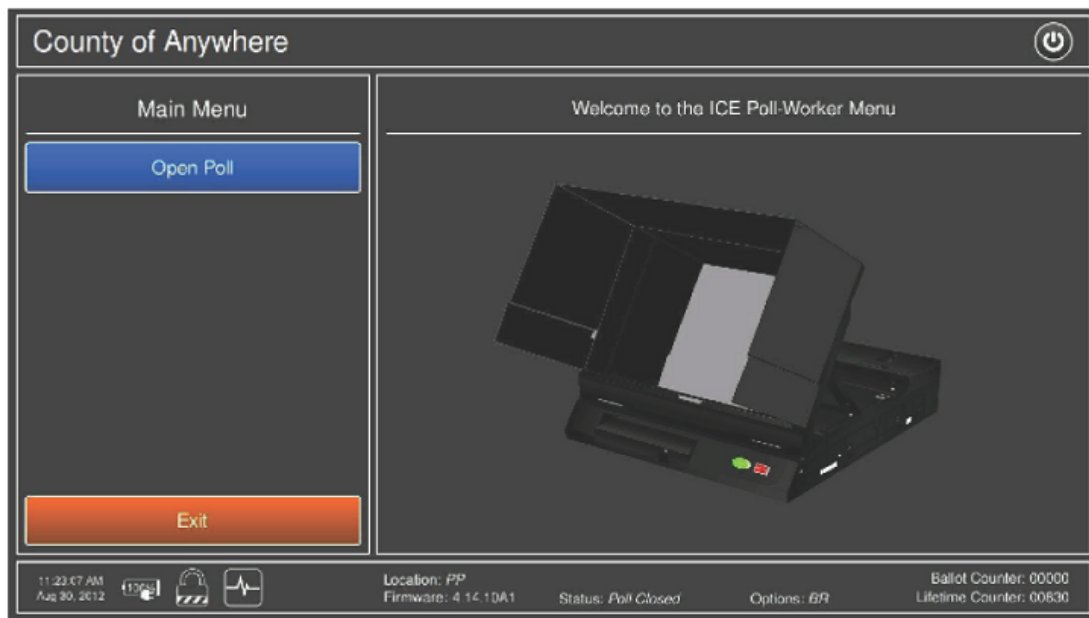 County of Anywhere
Main Menu
Welcome to the ICE Poll-Worker Menu
Open Poll
Exit
11:23:07 AM
Aug 30, 2012
100%
Location: PP
Firmware: 4.14.10A1
Status: Poll Closed
Options: BR
Ballot Counter: 00000
Lifetime Counter: 00830